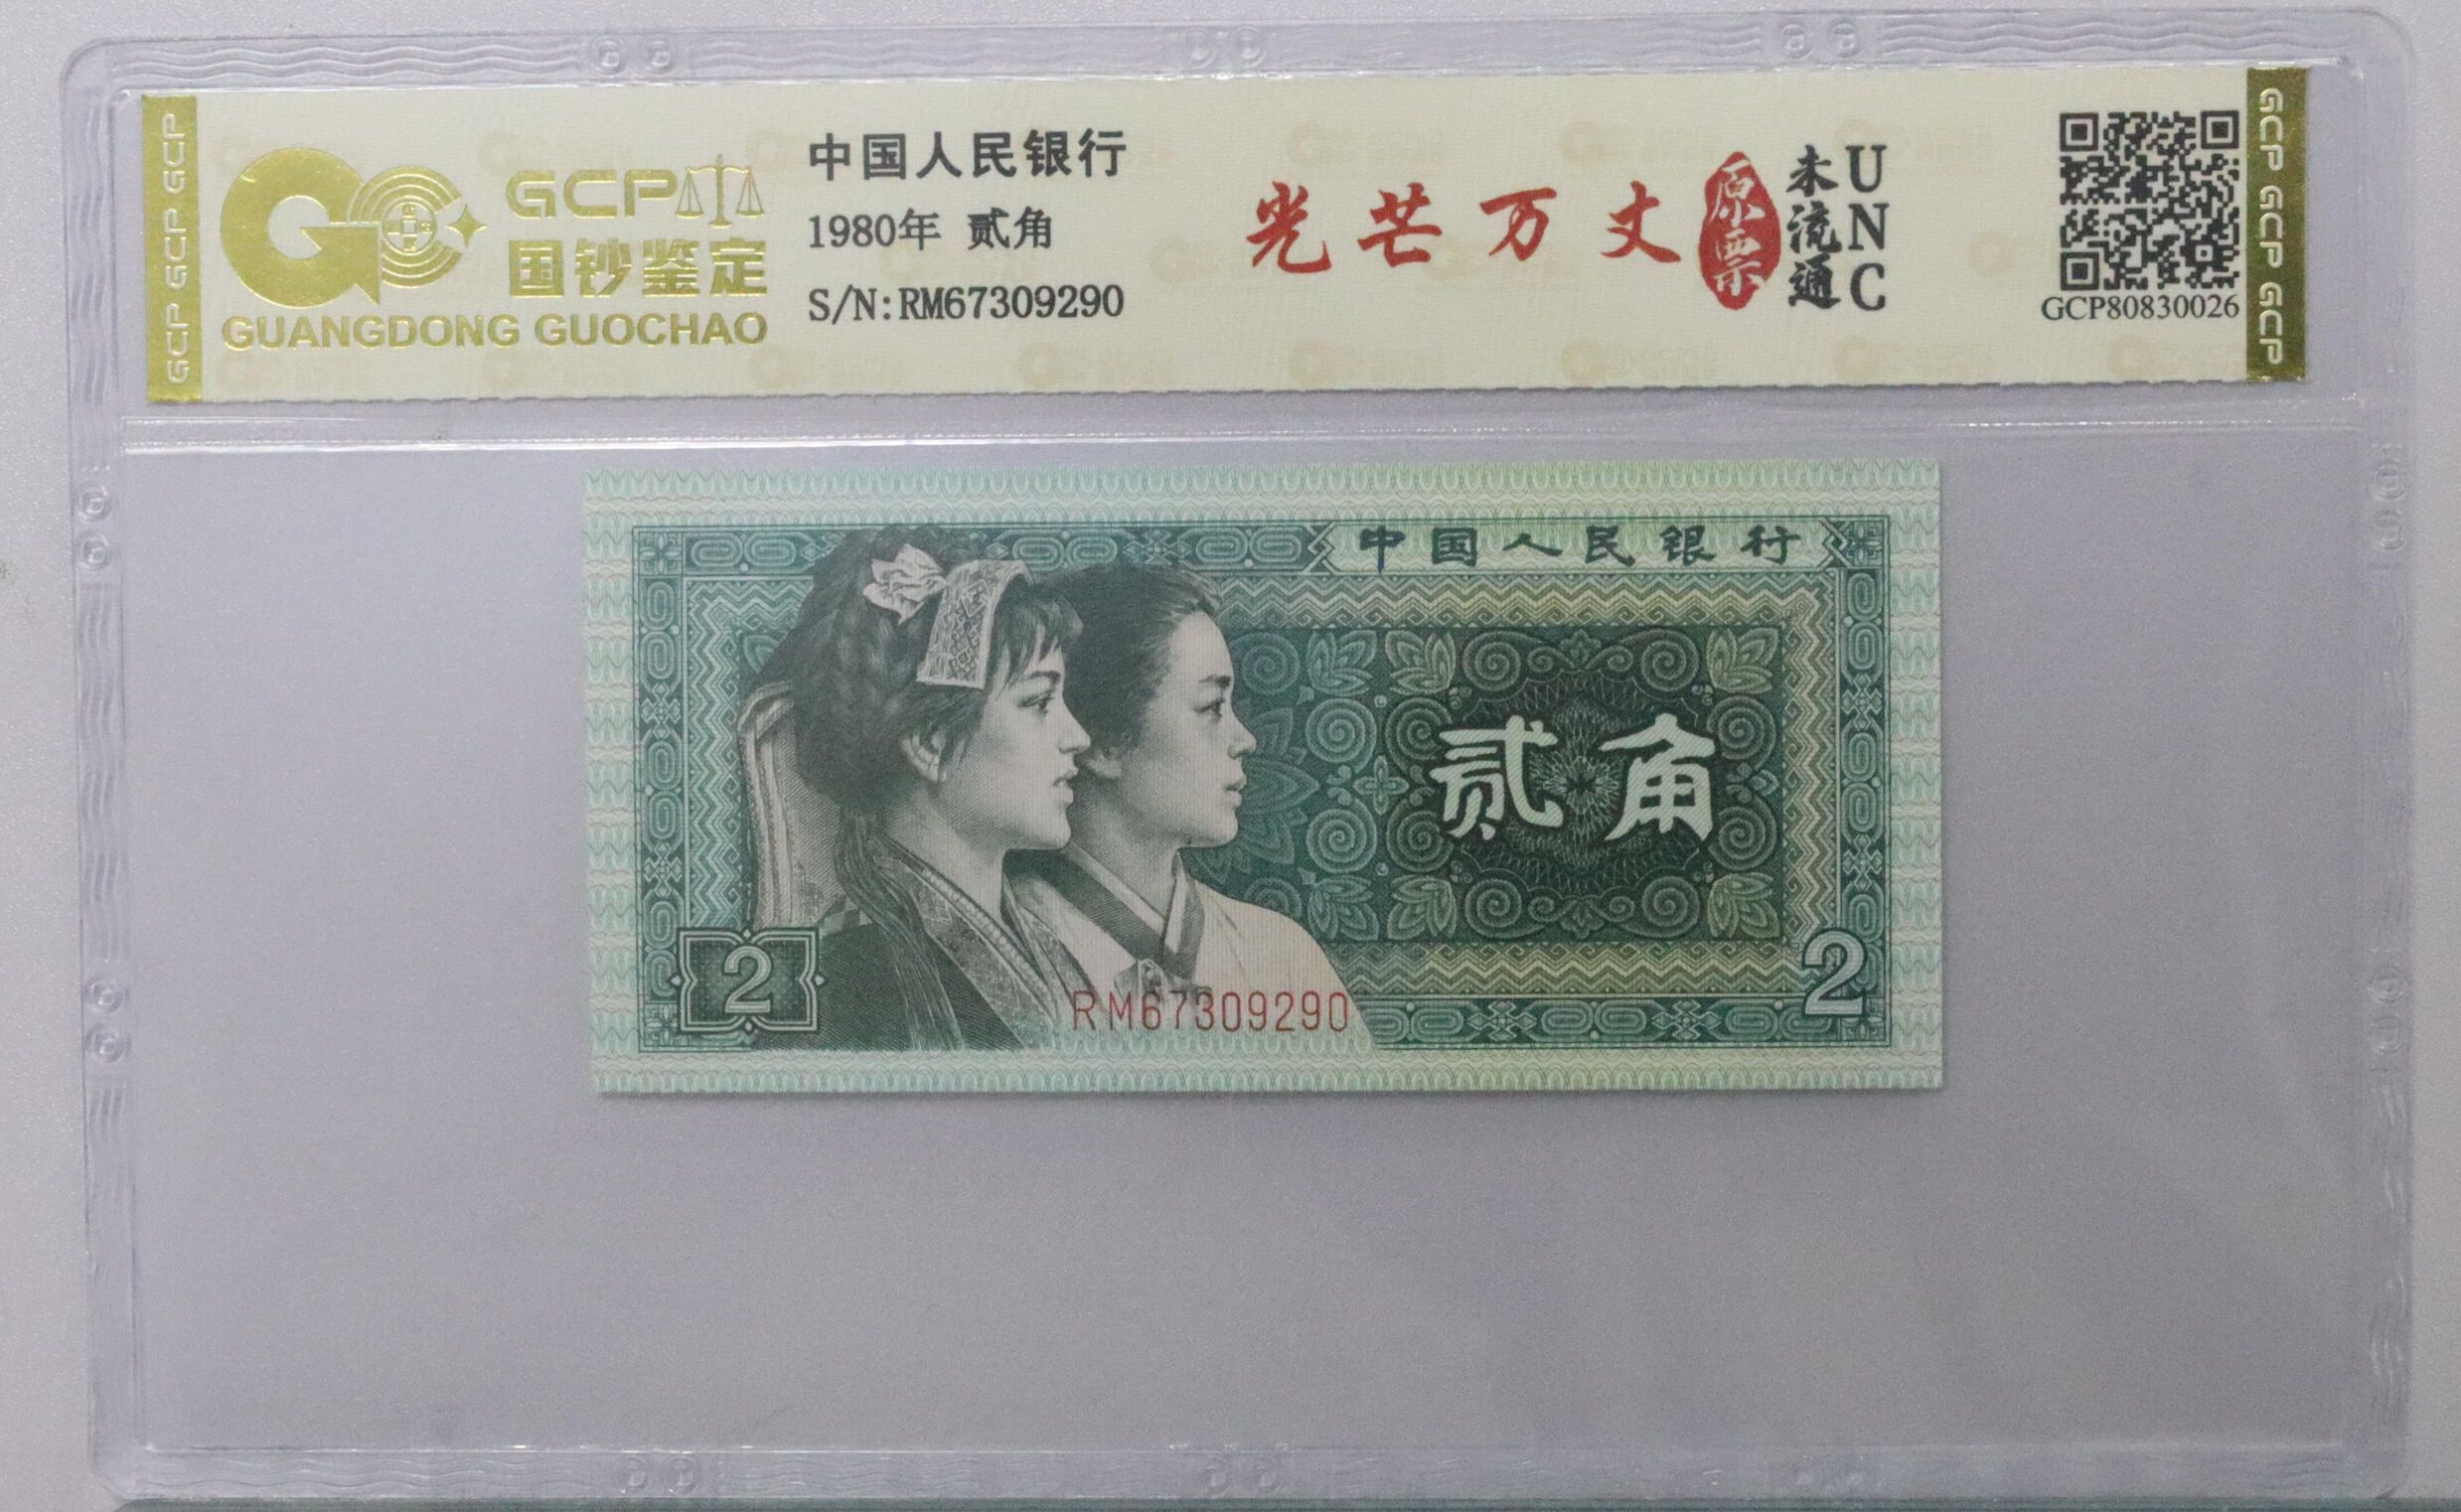 GCP GCP GCP
GCP
国钞鉴定
GUANGDONG GUOCHAO
中国人民银行
1980年 贰角
S/N:RM67309290
光芒万丈
原票
未流通
UNC
GCP80830026
GCP GCP GCP
中国人民银行
贰角
2
RM67309290
2